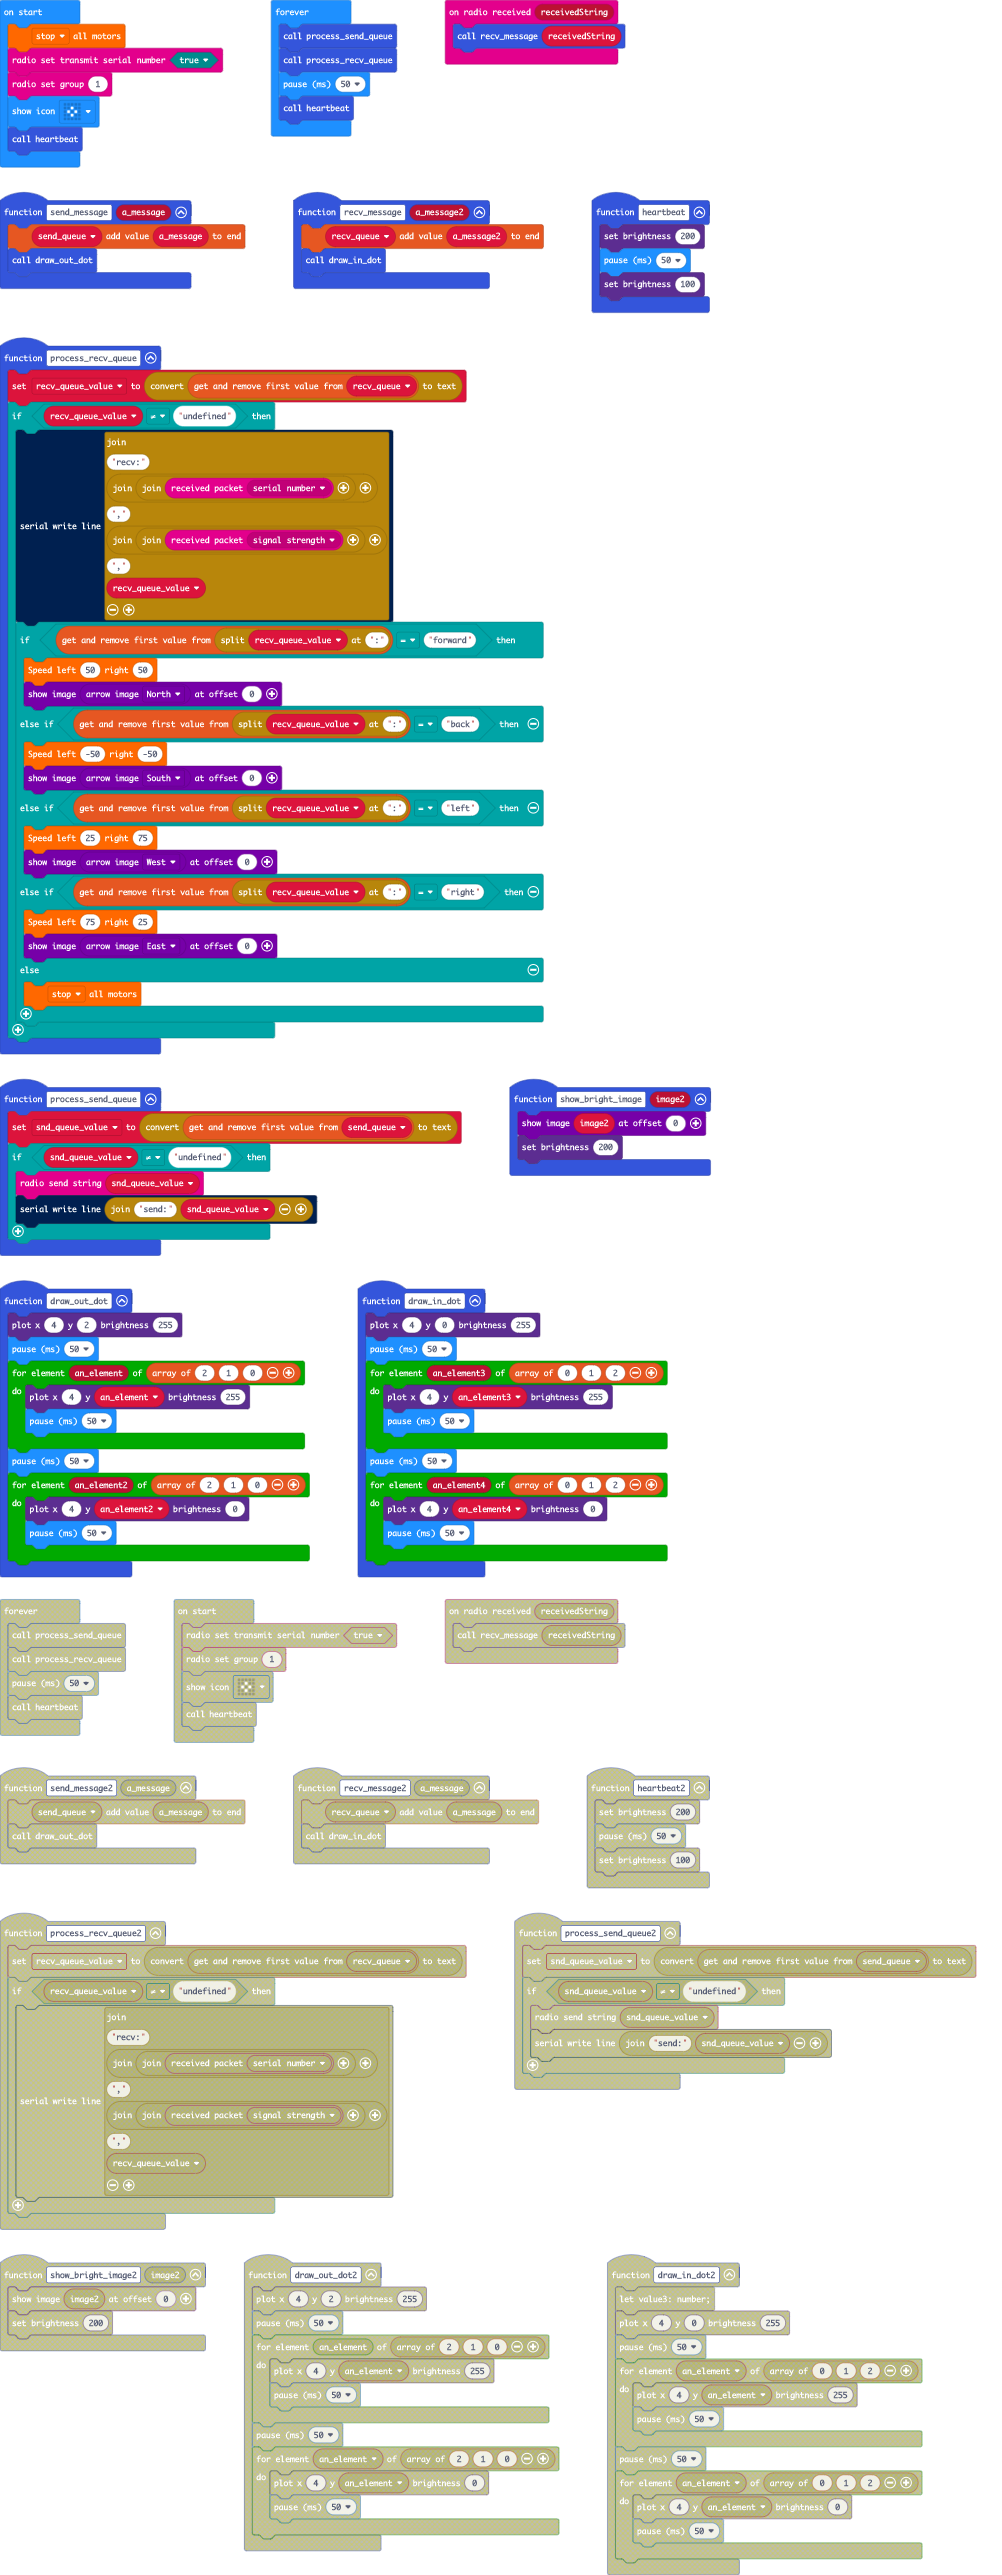 on start
stop all motors
radio set transmit serial number true
radio set group 1
show icon
call heartbeat
forever
call process_send_queue
call process_recv_queue
pause (ms) 50
call heartbeat
on radio received receivedString
call recv_message receivedString
function send_message a_message
send_queue add value a_message to end
call draw_out_dot
function recv_message a_message2
recv_queue add value a_message2 to end
call draw_in_dot
function heartbeat
set brightness 200
pause (ms) 50
set brightness 100
function process_recv_queue
set recv_queue_value to convert get and remove first value from recv_queue to text
if recv_queue_value ≠ "undefined" then
join
"recv:"
join join received packet serial number
","
serial write line
join join received packet signal strength
","
recv_queue_value
if get and remove first value from split recv_queue_value at ":" = "forward" then
Speed left 50 right 50
show image arrow image North at offset 0
else if get and remove first value from split recv_queue_value at ":" = "back" then
Speed left -50 right -50
show image arrow image South at offset 0
else if get and remove first value from split recv_queue_value at ":" = "left" then
Speed left 25 right 75
show image arrow image West at offset 0
else if get and remove first value from split recv_queue_value at ":" = "right" then
Speed left 75 right 25
show image arrow image East at offset 0
else
stop all motors
function process_send_queue
set snd_queue_value to convert get and remove first value from send_queue to text
if snd_queue_value ≠ "undefined" then
radio send string snd_queue_value
serial write line join "send:" snd_queue_value
function show_bright_image image2
show image image2 at offset 0
set brightness 200
function draw_out_dot
plot x 4 y 2 brightness 255
pause (ms) 50
for element an_element of array of 2 1 0
do plot x 4 y an_element brightness 255
pause (ms) 50
pause (ms) 50
for element an_element2 of array of 2 1 0
do plot x 4 y an_element2 brightness 0
pause (ms) 50
function draw_in_dot
plot x 4 y 0 brightness 255
pause (ms) 50
for element an_element3 of array of 0 1 2
do plot x 4 y an_element3 brightness 255
pause (ms) 50
pause (ms) 50
for element an_element4 of array of 0 1 2
do plot x 4 y an_element4 brightness 0
pause (ms) 50
forever
call process_send_queue
call process_recv_queue
pause (ms) 50
call heartbeat
on start
radio set transmit serial number true
radio set group 1
show icon
call heartbeat
on radio received receivedString
call recv_message receivedString
function send_message2 a_message
send_queue add value a_message to end
call draw_out_dot
function recv_message2 a_message
recv_queue add value a_message to end
call draw_in_dot
function heartbeat2
set brightness 200
pause (ms) 50
set brightness 100
function process_recv_queue2
set recv_queue_value to convert get and remove first value from recv_queue to text
if recv_queue_value ≠ "undefined" then
join
"recv:"
join join received packet serial number
","
serial write line
join join received packet signal strength
","
recv_queue_value
function process_send_queue2
set snd_queue_value to convert get and remove first value from send_queue to text
if snd_queue_value ≠ "undefined" then
radio send string snd_queue_value
serial write line join "send:" snd_queue_value
function show_bright_image2 image2
show image image2 at offset 0
set brightness 200
function draw_out_dot2
plot x 4 y 2 brightness 255
pause (ms) 50
for element an_element of array of 2 1 0
do plot x 4 y an_element brightness 255
pause (ms) 50
pause (ms) 50
for element an_element of array of 2 1 0
do plot x 4 y an_element brightness 0
pause (ms) 50
function draw_in_dot2
let value3: number;
plot x 4 y 0 brightness 255
pause (ms) 50
for element an_element of array of 0 1 2
do plot x 4 y an_element brightness 255
pause (ms) 50
pause (ms) 50
for element an_element of array of 0 1 2
do plot x 4 y an_element brightness 0
pause (ms) 50